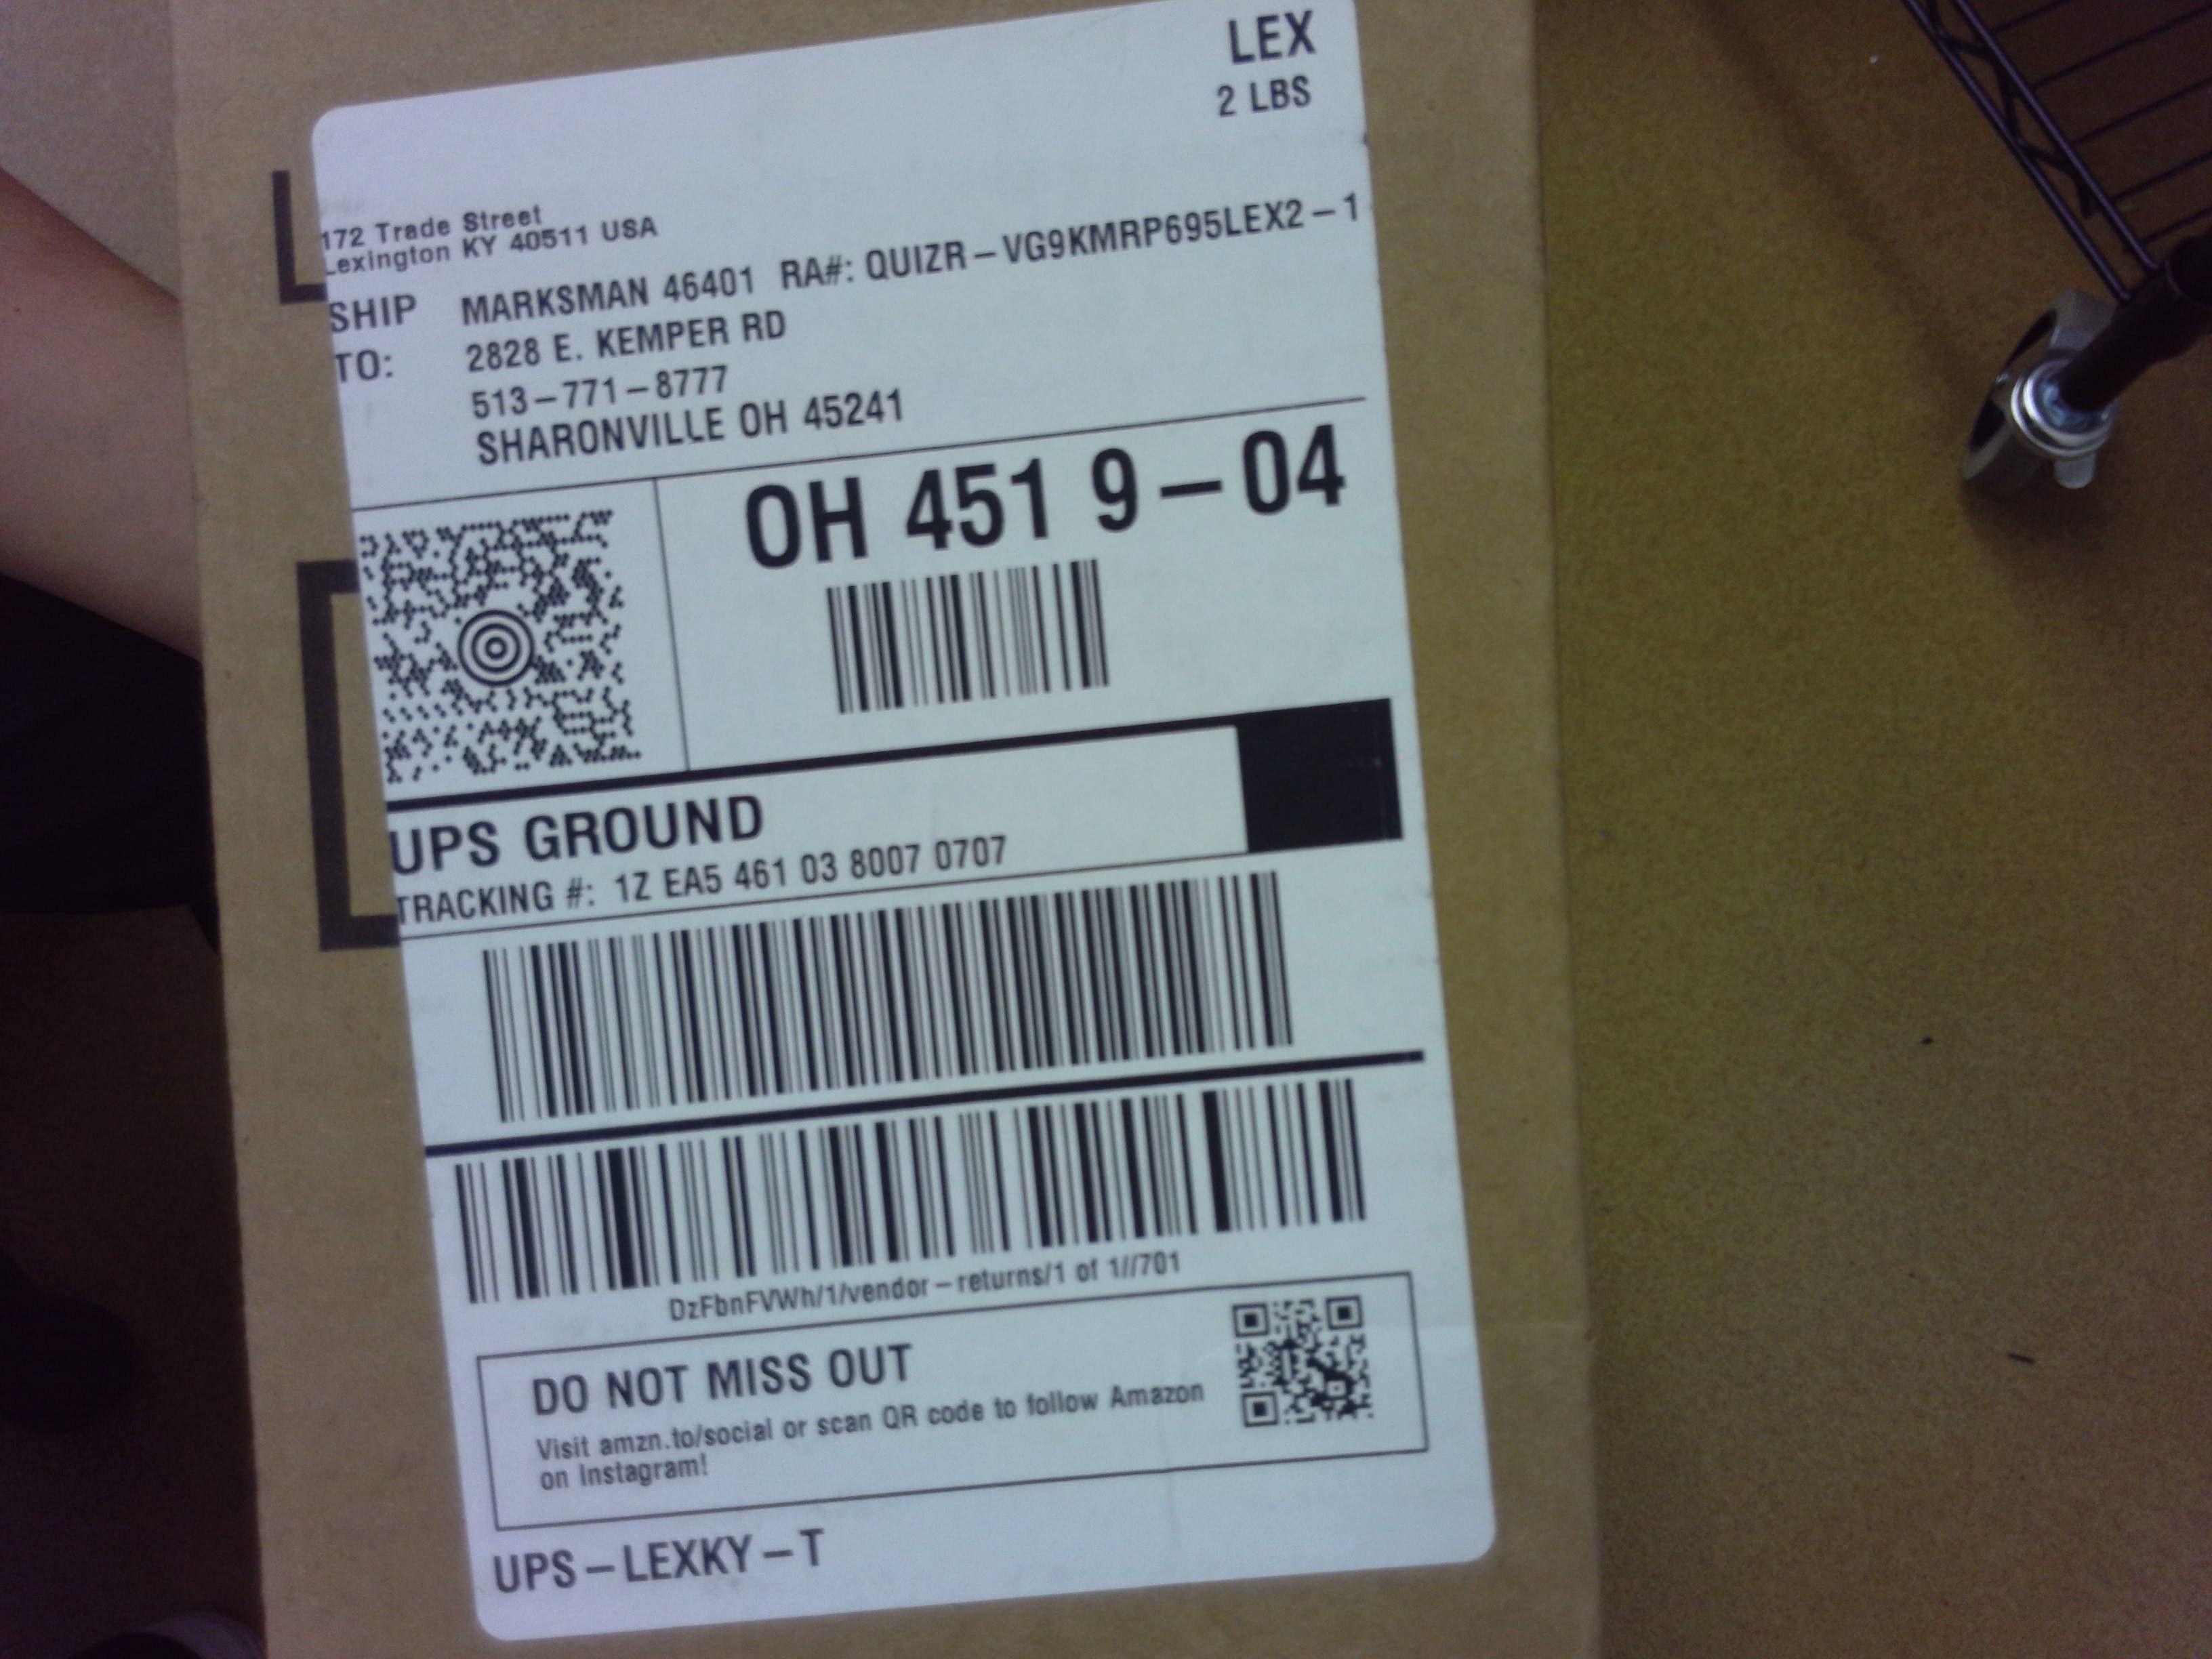 LEX
2 LBS
172 Trade Street
Lexington KY 40511 USA
SHIP TO:
MARKSMAN 46401 RA#: QUIZR-VG9KMRP695LEX2-1
2828 E. KEMPER RD
513-771-8777
SHARONVILLE OH 45241
OH 451 9-04
UPS GROUND
TRACKING #: 1Z EA5 461 03 8007 0707
DzFbnFVWh/1/vendor-returns/1 of 1//701
DO NOT MISS OUT
Visit amzn.to/social or scan QR code to follow Amazon
on Instagram!
UPS-LEXKY-T